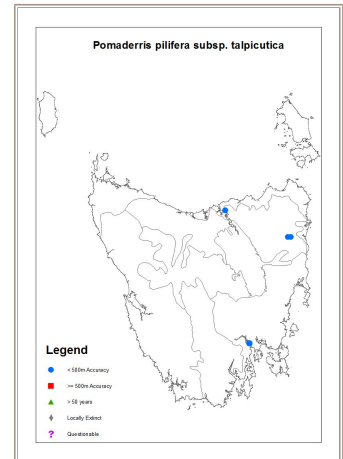 Pomaderris pilifera subsp. talpicutica
Legend
< 500m Accuracy
>= 500m Accuracy
> 50 years
Locally Extinct
? Questionable